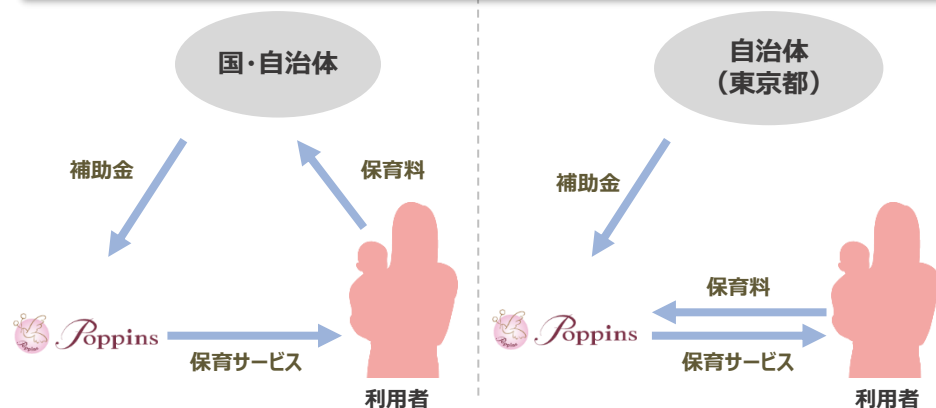 国・自治体
補助金
保育料
Poppins
保育サービス
利用者
自治体
（東京都）
補助金
保育料
Poppins
保育サービス
利用者